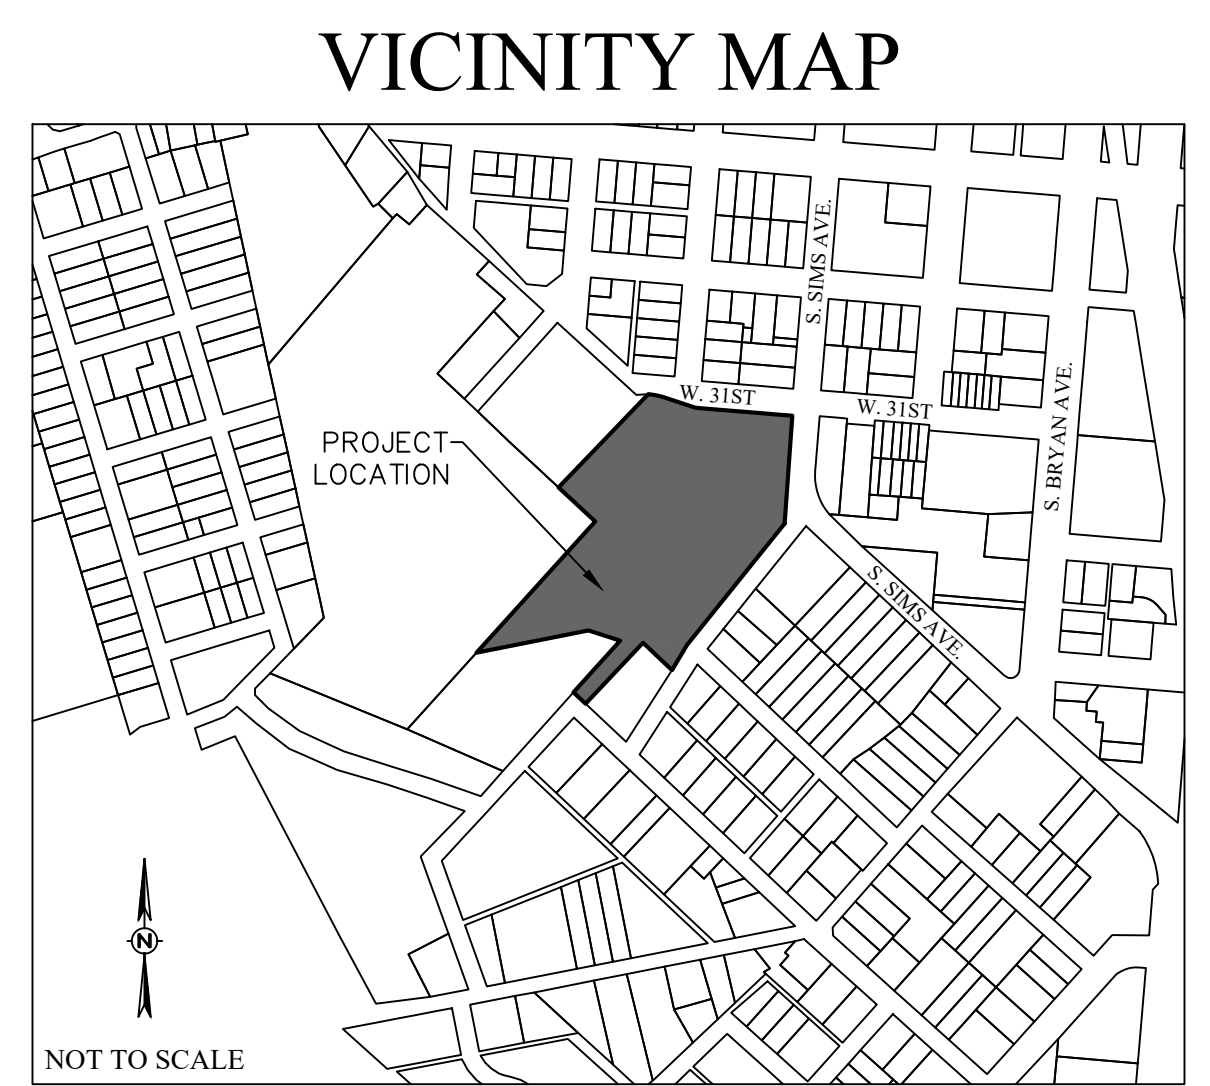 VICINITY MAP
S. SIMS AVE.
W. 31ST
W. 31ST
S. BRYAN AVE.
PROJECT
LOCATION
S. SIMS AVE.
N
NOT TO SCALE